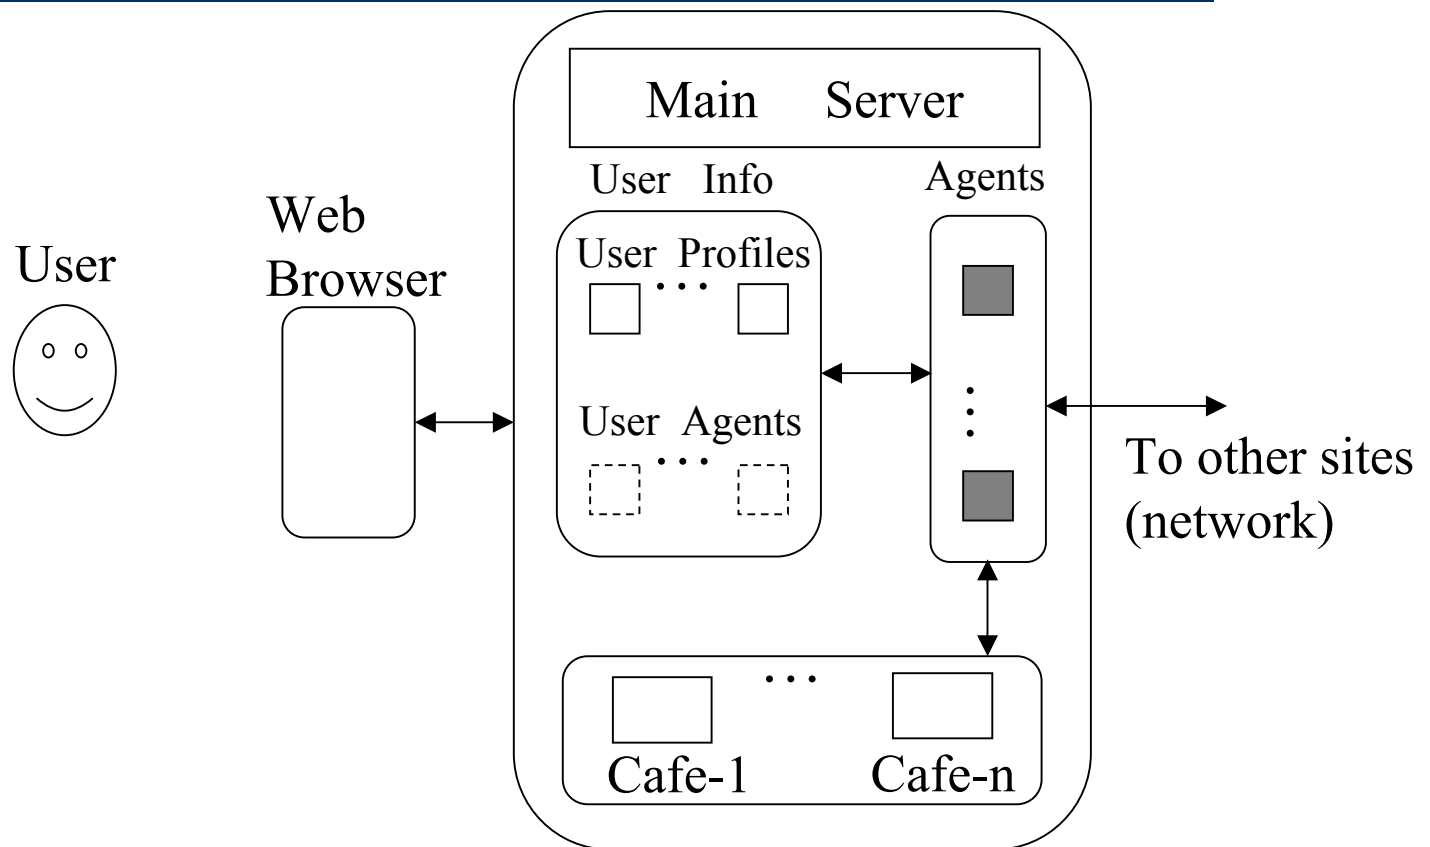 Main Server
User Info
Agents
Web
Browser
User
User Profiles
...
User Agents
...
To other sites
(network)
...
Cafe-1
Cafe-n